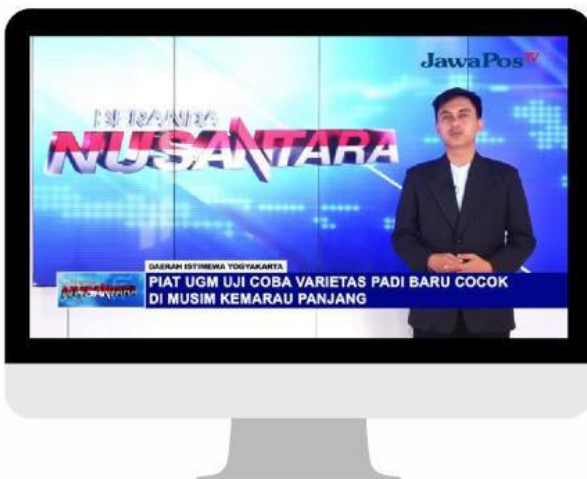 JawaPos TV
BERANDA
NUSANTARA
DAERAH ISTIMEWA YOGYAKARTA
PIAT UGM UJI COBA VARIETAS PADI BARU COCOK
DI MUSIM KEMARAU PANJANG
NUSANTARA